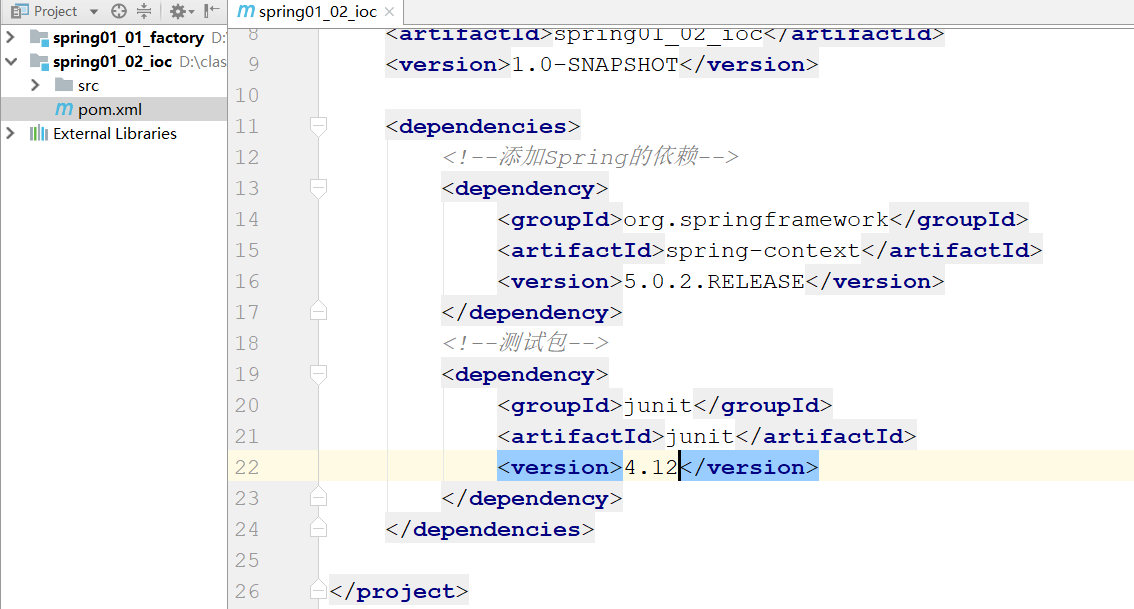 Project
spring01_01_factory D:\
spring01_02_ioc D:\clas
src
m pom.xml
External Libraries
m spring01_02_ioc
8 <artifactId>spring01_02_ioc</artifactId>
9 <version>1.0-SNAPSHOT</version>
10
11 <dependencies>
12 <!--添加Spring的依赖-->
13 <dependency>
14 <groupId>org.springframework</groupId>
15 <artifactId>spring-context</artifactId>
16 <version>5.0.2.RELEASE</version>
17 </dependency>
18 <!--测试包-->
19 <dependency>
20 <groupId>junit</groupId>
21 <artifactId>junit</artifactId>
22 <version>4.12</version>
23 </dependency>
24 </dependencies>
25
26 </project>